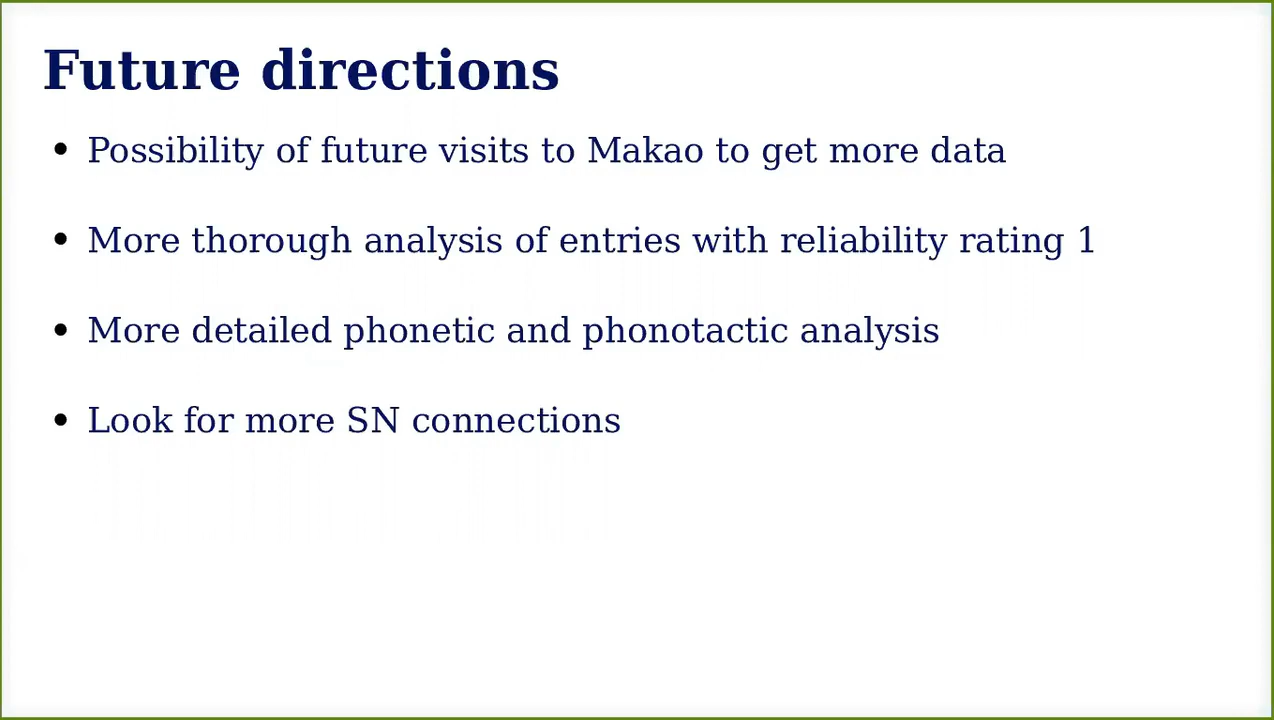 Future directions
• Possibility of future visits to Makao to get more data
• More thorough analysis of entries with reliability rating 1
• More detailed phonetic and phonotactic analysis
• Look for more SN connections